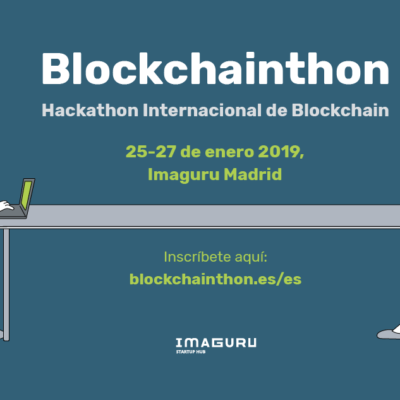 Blockchainthon
Hackathon Internacional de Blockchain
25-27 de enero 2019,
Imaguru Madrid
Inscríbete aquí:
blockchainthon.es/es
IMAGURU
STARTUP HUB